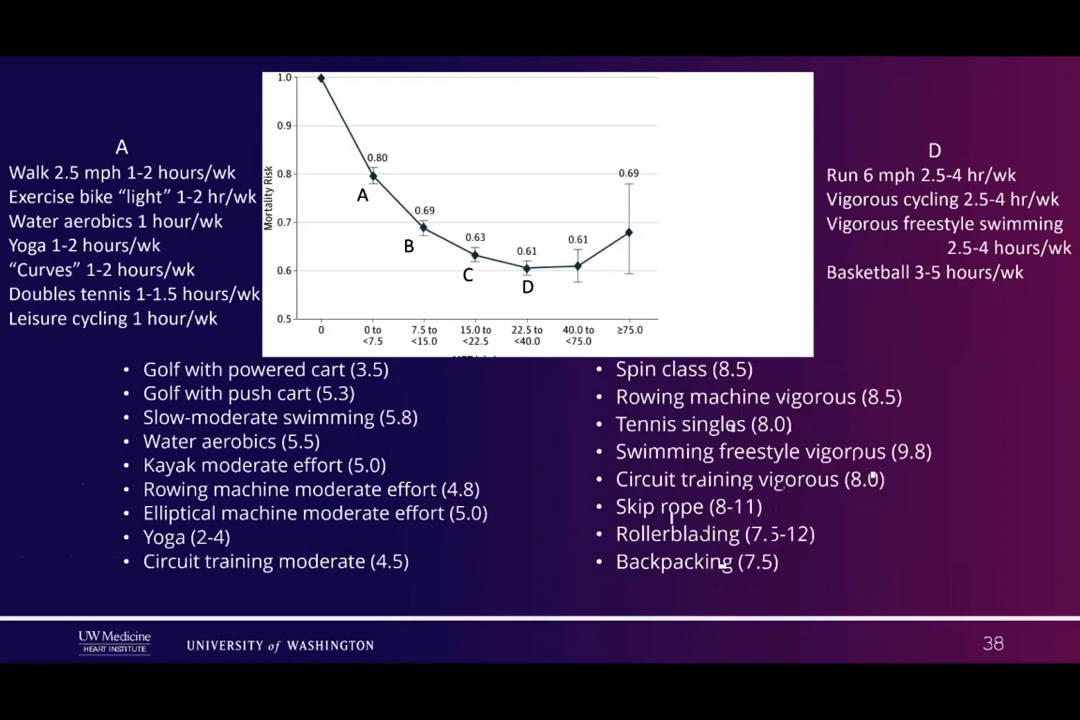 A
Walk 2.5 mph 1-2 hours/wk
Exercise bike “light” 1-2 hr/wk
Water aerobics 1 hour/wk
Yoga 1-2 hours/wk
“Curves” 1-2 hours/wk
Doubles tennis 1-1.5 hours/wk
Leisure cycling 1 hour/wk
Mortality Risk
1.0
0.9
0.8
0.7
0.6
0.5
0.80
0.69
0.63
0.61
0.61
0.69
A
B
C
D
0
0 to <7.5
7.5 to <15.0
15.0 to <22.5
22.5 to <40.0
40.0 to <75.0
≥75.0
D
Run 6 mph 2.5-4 hr/wk
Vigorous cycling 2.5-4 hr/wk
Vigorous freestyle swimming
2.5-4 hours/wk
Basketball 3-5 hours/wk
• Golf with powered cart (3.5)
• Golf with push cart (5.3)
• Slow-moderate swimming (5.8)
• Water aerobics (5.5)
• Kayak moderate effort (5.0)
• Rowing machine moderate effort (4.8)
• Elliptical machine moderate effort (5.0)
• Yoga (2-4)
• Circuit training moderate (4.5)
• Spin class (8.5)
• Rowing machine vigorous (8.5)
• Tennis singles (8.0)
• Swimming freestyle vigorous (9.8)
• Circuit training vigorous (8.0)
• Skip rope (8-11)
• Rollerblading (7.5-12)
• Backpacking (7.5)
UW Medicine
HEART INSTITUTE
UNIVERSITY of WASHINGTON
38